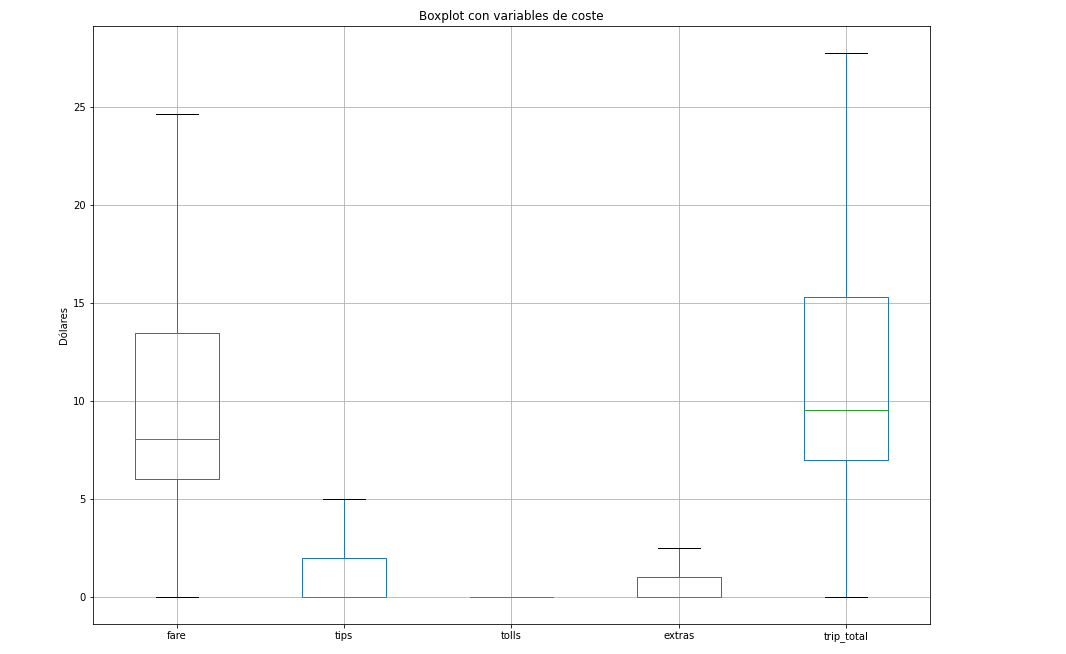 Boxplot con variables de coste
Dólares
25
20
15
10
5
0
fare tips tolls extras trip_total